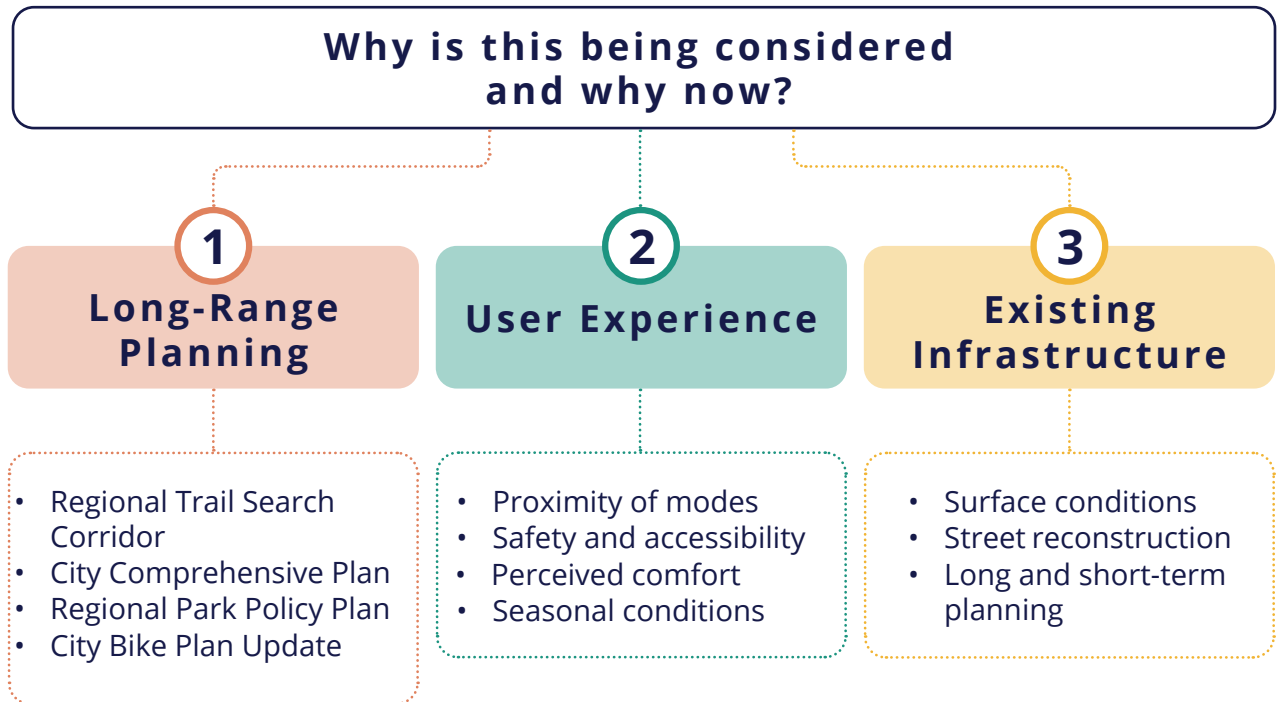 Why is this being considered
and why now?
1
Long-Range
Planning
• Regional Trail Search
Corridor
• City Comprehensive Plan
• Regional Park Policy Plan
• City Bike Plan Update
2
User Experience
• Proximity of modes
• Safety and accessibility
• Perceived comfort
• Seasonal conditions
3
Existing
Infrastructure
• Surface conditions
• Street reconstruction
• Long and short-term
planning